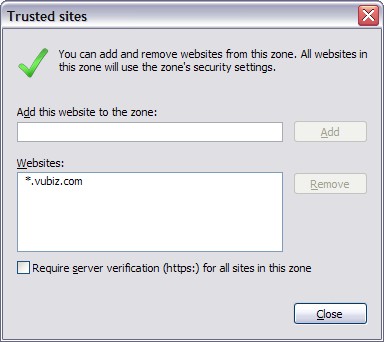 Trusted sites
You can add and remove websites from this zone. All websites in
this zone will use the zone's security settings.
Add this website to the zone:
Add
Websites:
*.vubiz.com
Remove
Require server verification (https:) for all sites in this zone
Close